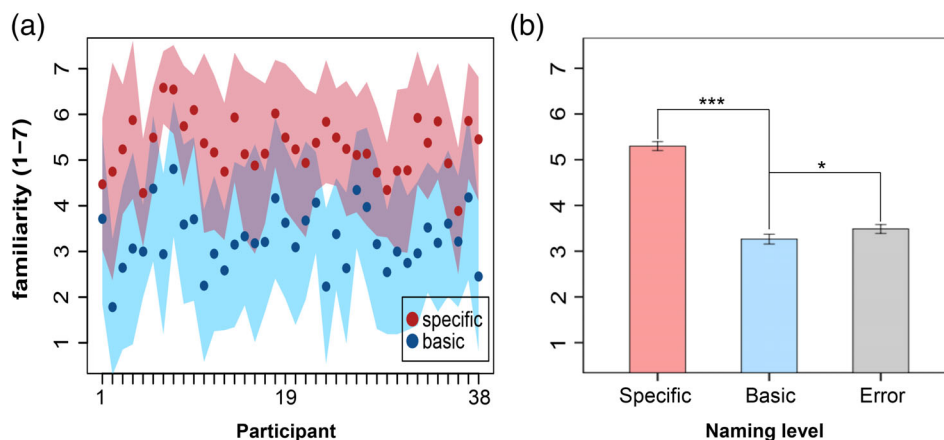 (a)
familiarity (1–7)
7
6
5
4
3
2
1
specific
basic
1
19
38
Participant
(b)
7
6
5
4
3
2
1
***
*
Specific
Basic
Error
Naming level